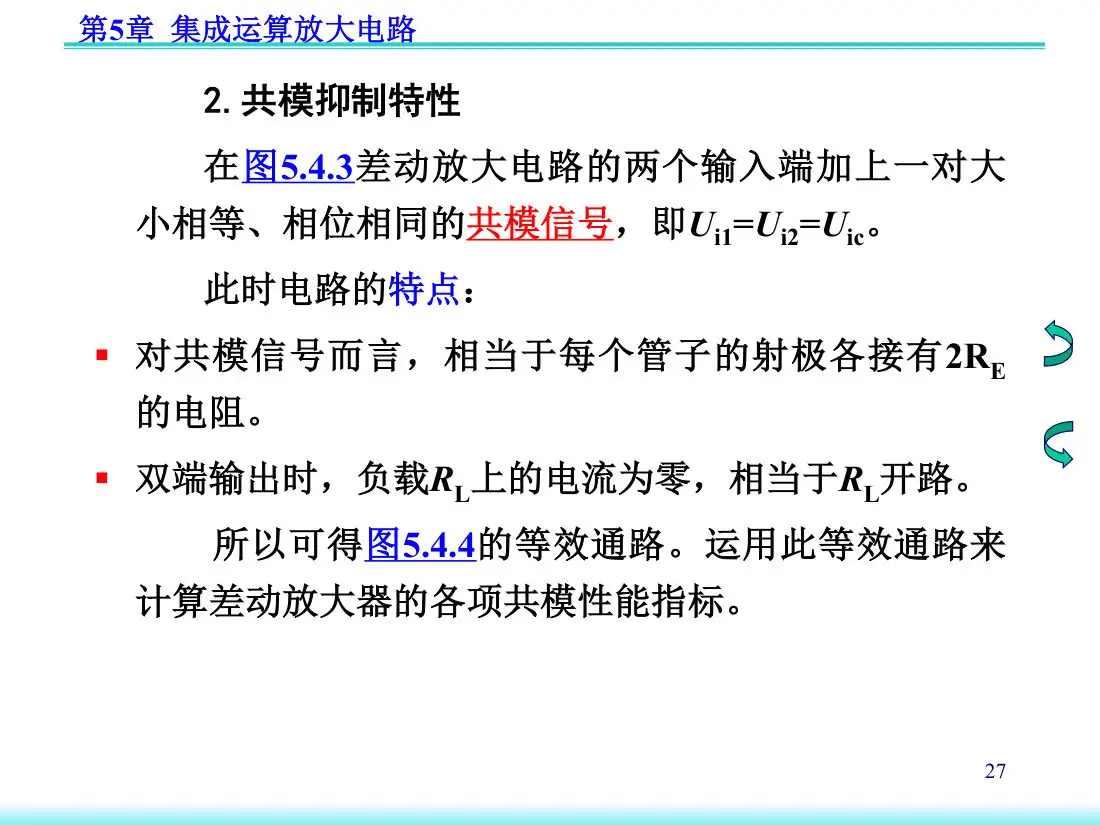 第5章 集成运算放大电路
2.共模抑制特性
在图5.4.3差动放大电路的两个输入端加上一对大
小相等、相位相同的共模信号，即Ui1=Ui2=Uic。
此时电路的特点：
▪ 对共模信号而言，相当于每个管子的射极各接有2RE
的电阻。
▪ 双端输出时，负载RL上的电流为零，相当于RL开路。
所以可得图5.4.4的等效通路。运用此等效通路来
计算差动放大器的各项共模性能指标。
27